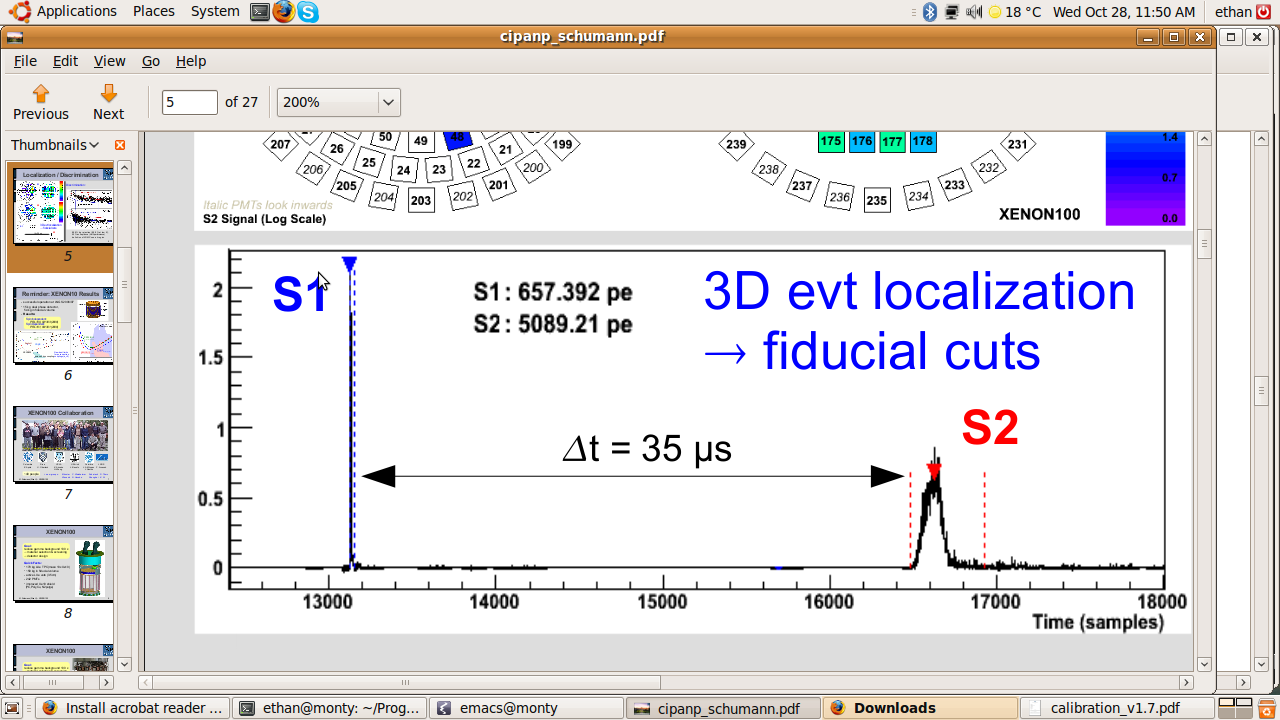 Applications Places System 18 °C Wed Oct 28, 11:50 AM ethan
cipanp_schumann.pdf
File Edit View Go Help
Previous Next 5 of 27 200%
Thumbnails
Localization / Discrimination
5
Reminder: XENON10 Results
6
XENON100 Collaboration
7
XENON100
8
XENON100
50 49 48
207 26 21 199
25 24 23 22
206 200
205 204 203 202 201
Italic PMTs look inwards
S2 Signal (Log Scale)
239 175 176 177 178 231
238 232
237 236 235 234 233
XENON100
1.4
0.7
0.0
S1
S1: 657.392 pe
S2: 5089.21 pe
3D evt localization
→ fiducial cuts
S2
Δt = 35 µs
2
1.5
1
0.5
0
13000 14000 15000 16000 17000 18000
Time (samples)
Install acrobat reader ... ethan@monty: ~/Prog... emacs@monty cipanp_schumann.pdf Downloads calibration_v1.7.pdf